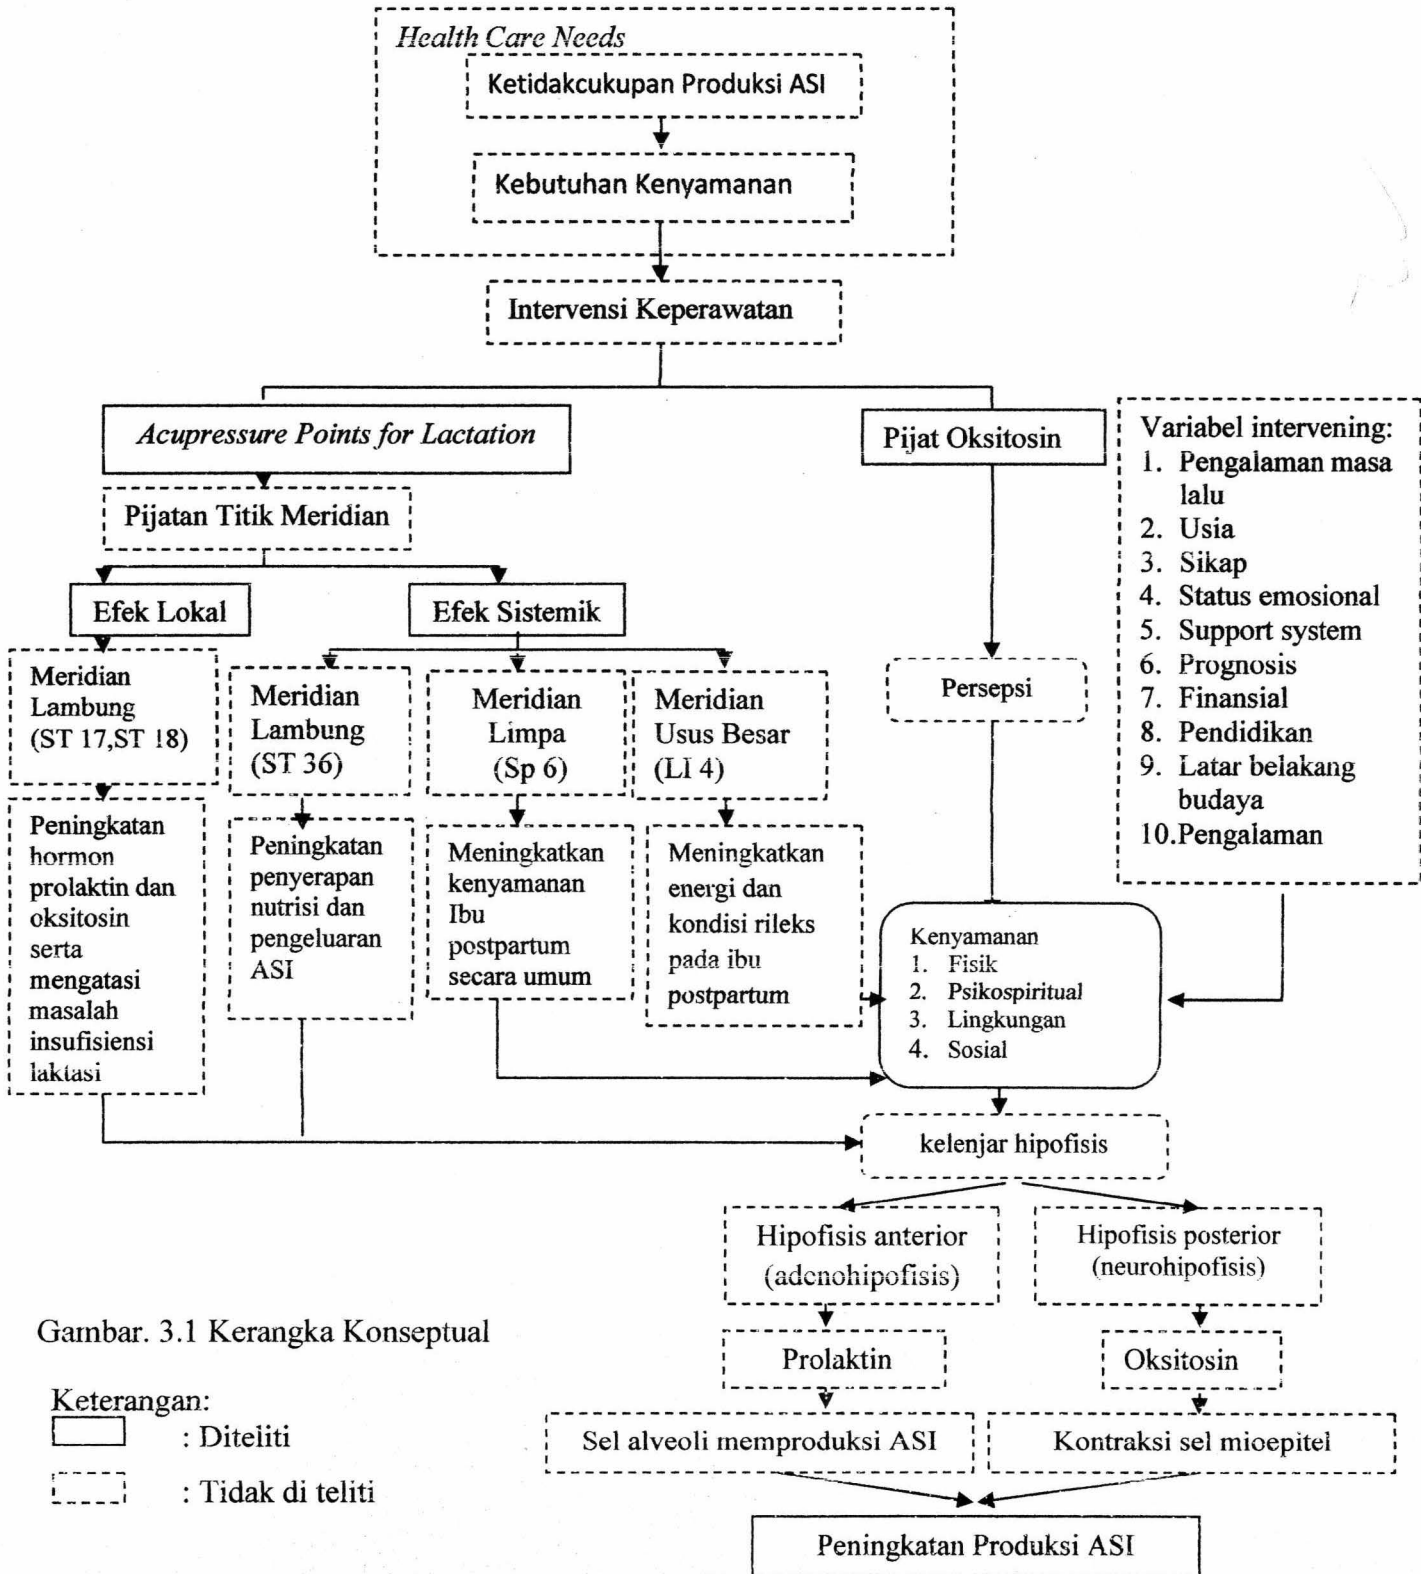 Health Care Needs
Ketidakcukupan Produksi ASI
Kebutuhan Kenyamanan
Intervensi Keperawatan
Acupressure Points for Lactation
Pijat Oksitosin
Variabel intervening:
1. Pengalaman masa
lalu
2. Usia
3. Sikap
4. Status emosional
5. Support system
6. Prognosis
7. Finansial
8. Pendidikan
9. Latar belakang
budaya
10.Pengalaman
Pijatan Titik Meridian
Efek Lokal
Efek Sistemik
Meridian
Lambung
(ST 17,ST 18)
Meridian
Lambung
(ST 36)
Meridian
Limpa
(Sp 6)
Meridian
Usus Besar
(LI 4)
Persepsi
Peningkatan
hormon
prolaktin dan
oksitosin
serta
mengatasi
masalah
insufisiensi
laktasi
Peningkatan
penyerapan
nutrisi dan
pengeluaran
ASI
Meningkatkan
kenyamanan
Ibu
postpartum
secara umum
Meningkatkan
energi dan
kondisi rileks
pada ibu
postpartum
Kenyamanan
1. Fisik
2. Psikospiritual
3. Lingkungan
4. Sosial
kelenjar hipofisis
Hipofisis anterior
(adenohipofisis)
Hipofisis posterior
(neurohipofisis)
Prolaktin
Oksitosin
Sel alveoli memproduksi ASI
Kontraksi sel mioepitel
Peningkatan Produksi ASI
Gambar. 3.1 Kerangka Konseptual
Keterangan:
: Diteliti
: Tidak di teliti